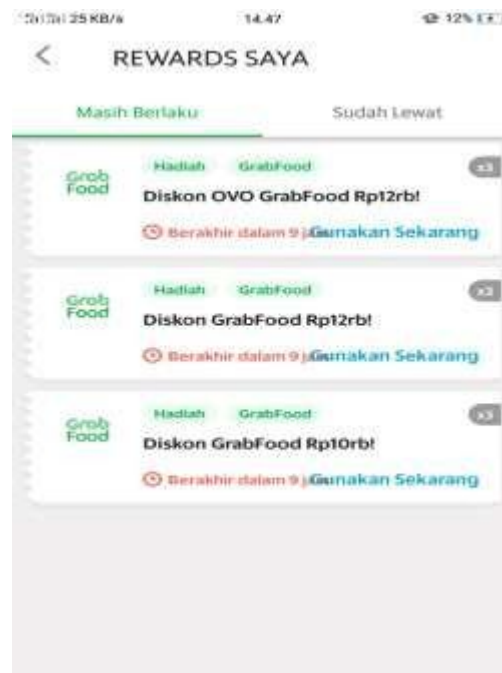 25 KB/s 14.47 12%
REWARDS SAYA
Masih Berlaku Sudah Lewat
Grab Food
Hadiah GrabFood x3
Diskon OVO GrabFood Rp12rb!
Berakhir dalam 9 Gunakan Sekarang
Grab Food
Hadiah GrabFood
Diskon GrabFood Rp12rb!
Berakhir dalam 9 Gunakan Sekarang
Grab Food
Hadiah GrabFood
Diskon GrabFood Rp10rb!
Berakhir dalam 9 Gunakan Sekarang